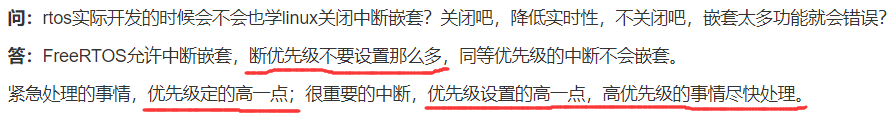 问：rtos实际开发的时候会不会也学linux关闭中断嵌套？关闭吧，降低实时性，不关闭吧，嵌套太多功能就会错误？
答：FreeRTOS允许中断嵌套，断优先级不要设置那么多，同等优先级的中断不会嵌套。
紧急处理的事情，优先级定的高一点；很重要的中断，优先级设置的高一点，高优先级的事情尽快处理。